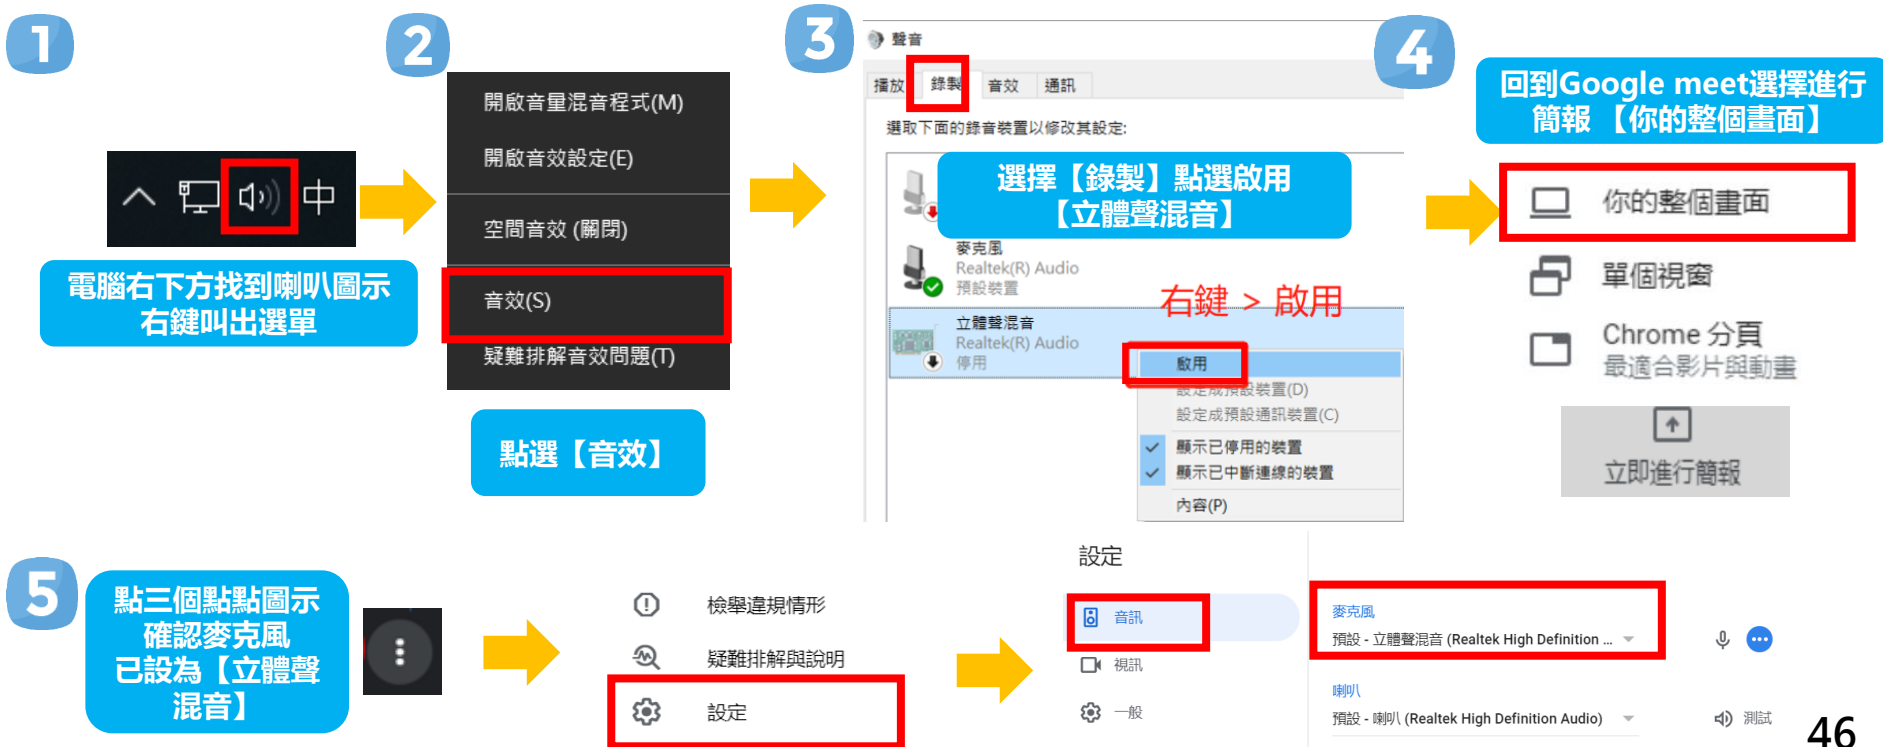 1
中
電腦右下方找到喇叭圖示
右鍵叫出選單
2
開啟音量混音程式(M)
開啟音效設定(E)
空間音效 (關閉)
音效(S)
疑難排解音效問題(T)
點選【音效】
3
聲音
播放 錄製 音效 通訊
選取下面的錄音裝置以修改其設定:
選擇【錄製】點選啟用
【立體聲混音】
麥克風
Realtek(R) Audio
預設裝置
右鍵 > 啟用
立體聲混音
Realtek(R) Audio
停用
啟用
設定成預設裝置(D)
設定成預設通訊裝置(C)
顯示已停用的裝置
顯示已中斷連線的裝置
內容(P)
4
回到Google meet選擇進行
簡報 【你的整個畫面】
你的整個畫面
單個視窗
Chrome 分頁
最適合影片與動畫
立即進行簡報
5
點三個點點圖示
確認麥克風
已設為【立體聲
混音】
檢舉違規情形
疑難排解與說明
設定
設定
音訊
視訊
一般
麥克風
預設 - 立體聲混音 (Realtek High Definition ...
喇叭
預設 - 喇叭 (Realtek High Definition Audio)
測試
46